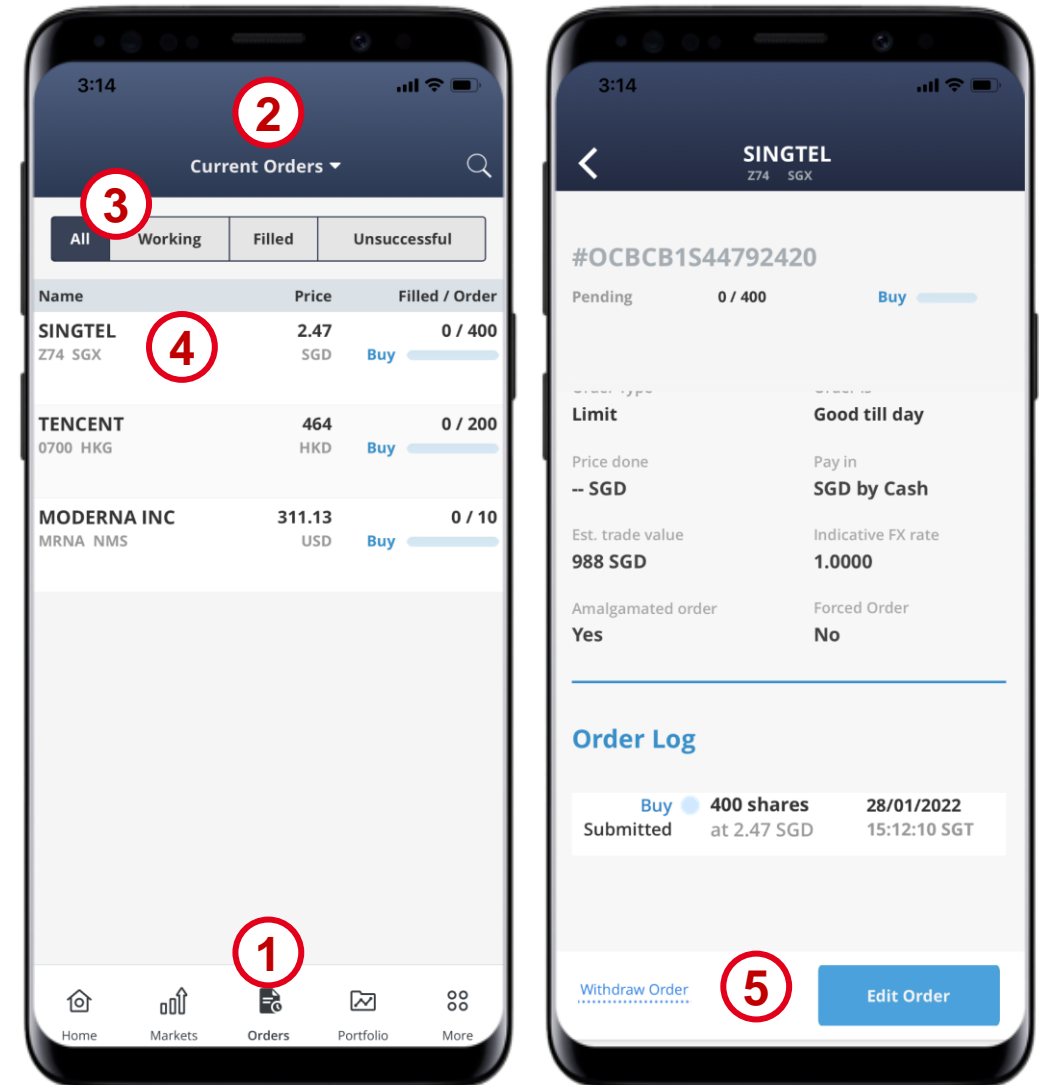 3:14
2
Current Orders
3
All Working Filled Unsuccessful
Name Price Filled / Order
SINGTEL 2.47 0 / 400
Z74 SGX SGD Buy
4
TENCENT 464 0 / 200
0700 HKG HKD Buy
MODERNA INC 311.13 0 / 10
MRNA NMS USD Buy
1
Home Markets Orders Portfolio More
3:14
SINGTEL
Z74 SGX
#OCBCB1S44792420
Pending 0 / 400 Buy
Limit Good till day
Price done Pay in
-- SGD SGD by Cash
Est. trade value Indicative FX rate
988 SGD 1.0000
Amalgamated order Forced Order
Yes No
Order Log
Buy 400 shares 28/01/2022
Submitted at 2.47 SGD 15:12:10 SGT
Withdraw Order 5 Edit Order